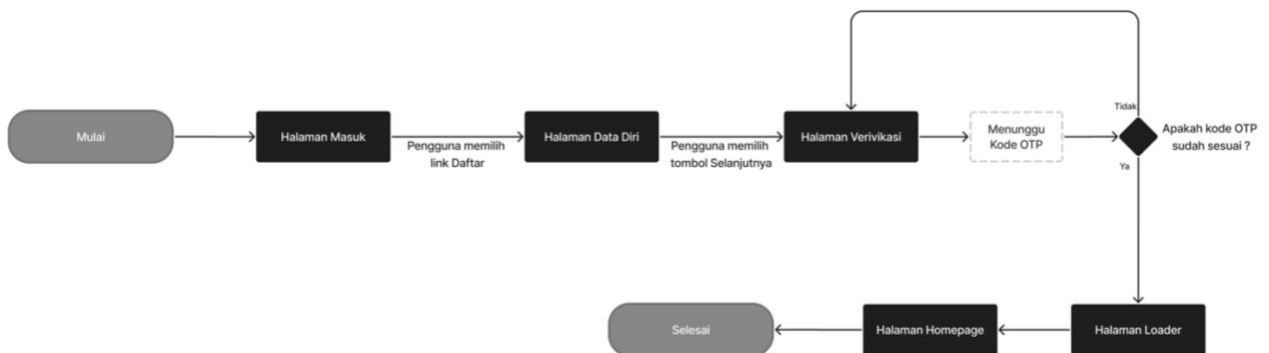 Mulai
Halaman Masuk
Pengguna memilih
link Daftar
Halaman Data Diri
Pengguna memilih
tombol Selanjutnya
Halaman Verivikasi
Menunggu
Kode OTP
Tidak
Apakah kode OTP
sudah sesuai ?
Ya
Halaman Loader
Halaman Homepage
Selesai